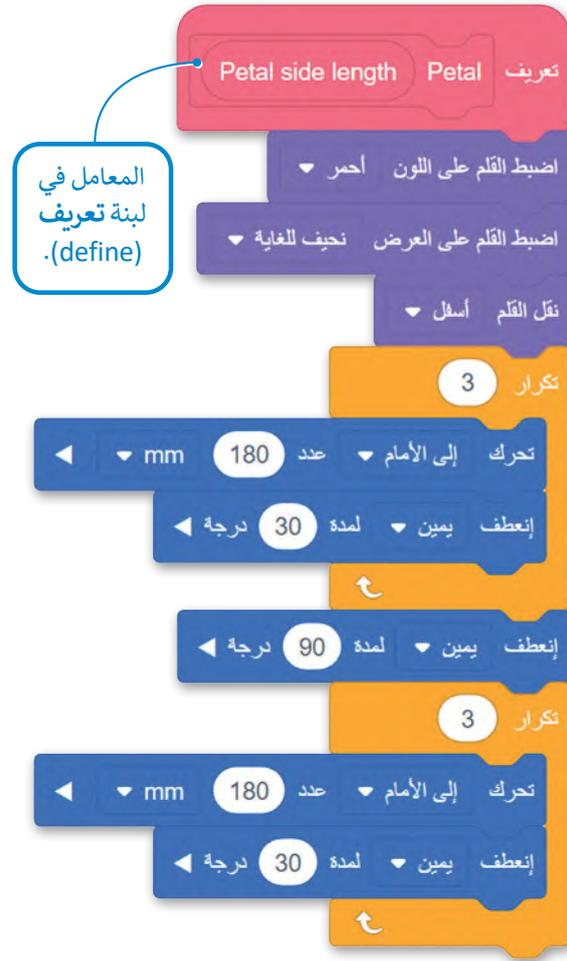 تعريف Petal Petal side length
المعامل في
لبنة تعريف
(define).
اضبط القلم على اللون أحمر
اضبط القلم على العرض نحيف للغاية
نقل القلم أسفل
تكرار 3
تحرك إلى الأمام عدد 180 mm
إنعطف يمين لمدة 30 درجة
إنعطف يمين لمدة 90 درجة
تكرار 3
تحرك إلى الأمام عدد 180 mm
إنعطف يمين لمدة 30 درجة